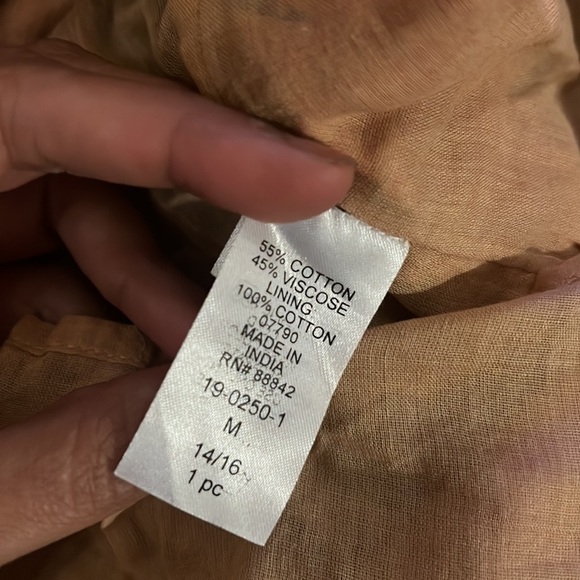 55% COTTON
45% VISCOSE
LINING
100% COTTON
07790
MADE IN
INDIA
RN# 88842
19-0250-1
M
14/16
1 pc